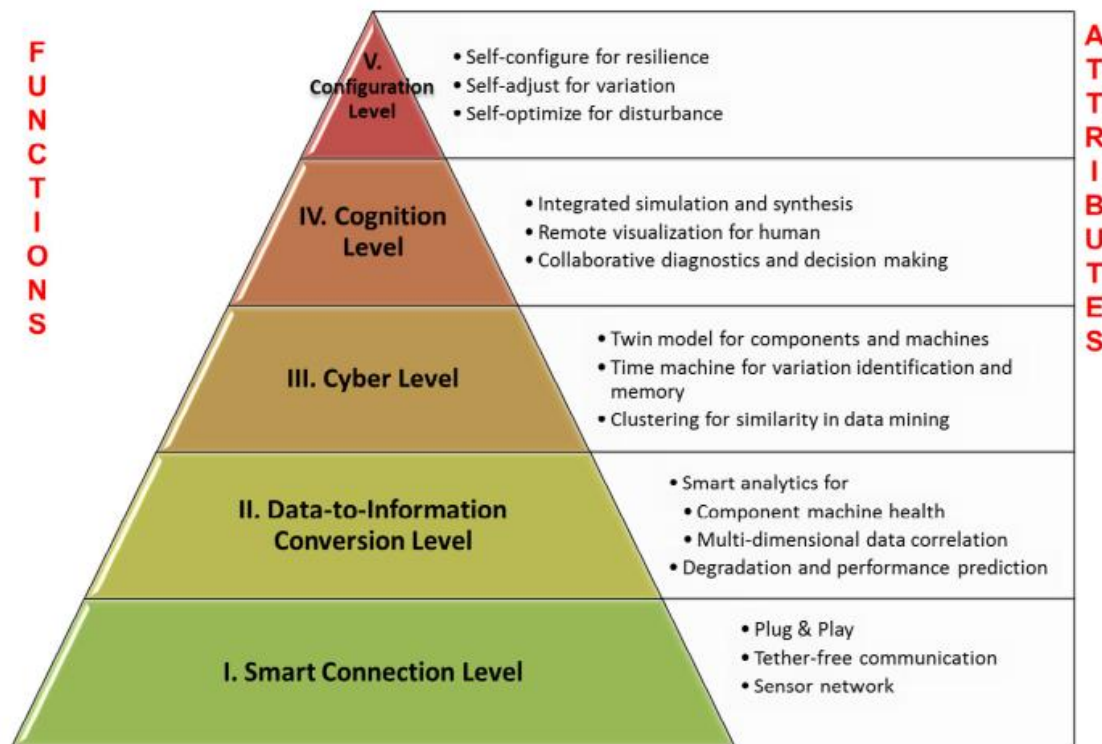 FUNCTIONS
V.
Configuration
Level
• Self-configure for resilience
• Self-adjust for variation
• Self-optimize for disturbance
ATTRIBUTES
IV. Cognition
Level
• Integrated simulation and synthesis
• Remote visualization for human
• Collaborative diagnostics and decision making
III. Cyber Level
• Twin model for components and machines
• Time machine for variation identification and
memory
• Clustering for similarity in data mining
II. Data-to-Information
Conversion Level
• Smart analytics for
• Component machine health
• Multi-dimensional data correlation
• Degradation and performance prediction
I. Smart Connection Level
• Plug & Play
• Tether-free communication
• Sensor network